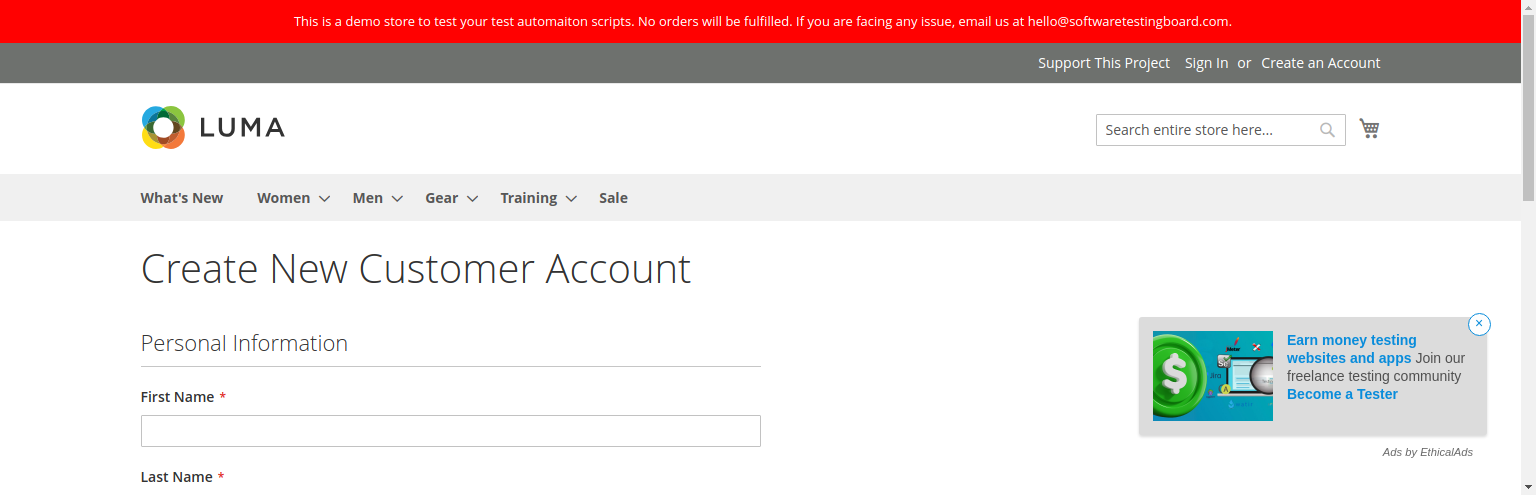 This is a demo store to test your test automaiton scripts. No orders will be fulfilled. If you are facing any issue, email us at hello@softwaretestingboard.com.
Support This Project Sign In or Create an Account
LUMA
Search entire store here...
What's New Women Men Gear Training Sale
Create New Customer Account
Personal Information
First Name *
Last Name *
Earn money testing
websites and apps Join our
freelance testing community
Become a Tester
Ads by EthicalAds